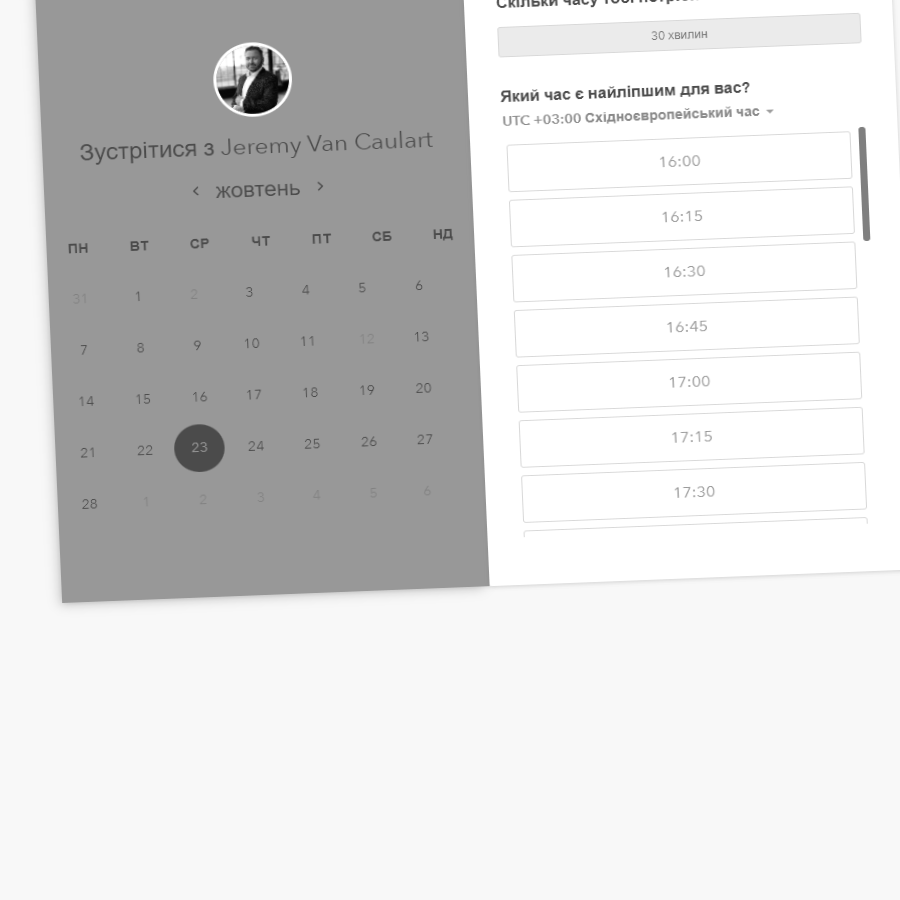 Зустрітися з Jeremy Van Caulart
жовтень
ПН ВТ СР ЧТ ПТ СБ НД
31 1 2 3 4 5 6
7 8 9 10 11 12 13
14 15 16 17 18 19 20
21 22 23 24 25 26 27
28 1 2 3 4 5 6
Скільки часу тобі
30 хвилин
Який час є найліпшим для вас?
UTC +03:00 Східноєвропейський час
16:00
16:15
16:30
16:45
17:00
17:15
17:30